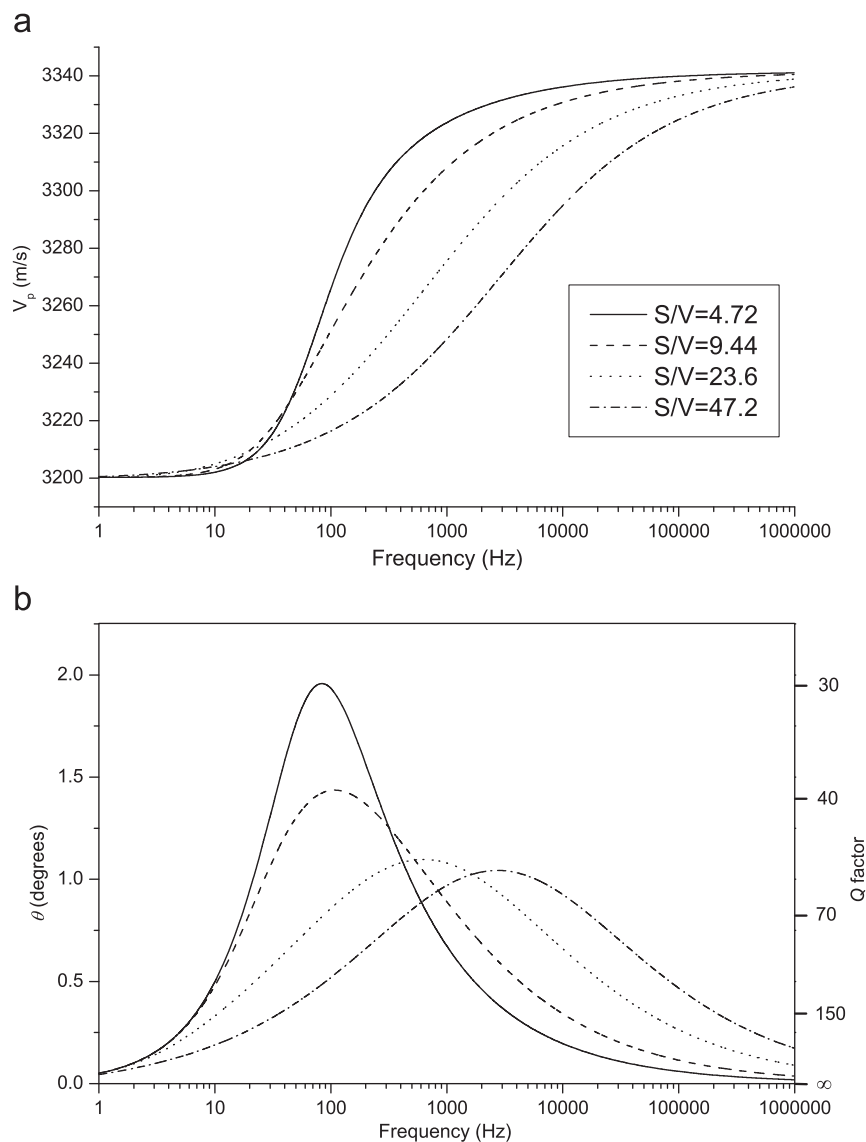 a
3340
3320
3300
3280
3260
3240
3220
3200
Vp (m/s)
S/V=4.72
S/V=9.44
S/V=23.6
S/V=47.2
1 10 100 1000 10000 100000 1000000
Frequency (Hz)
b
2.0
1.5
1.0
0.5
0.0
θ (degrees)
30
40
70
150
∞
Q factor
1 10 100 1000 10000 100000 1000000
Frequency (Hz)